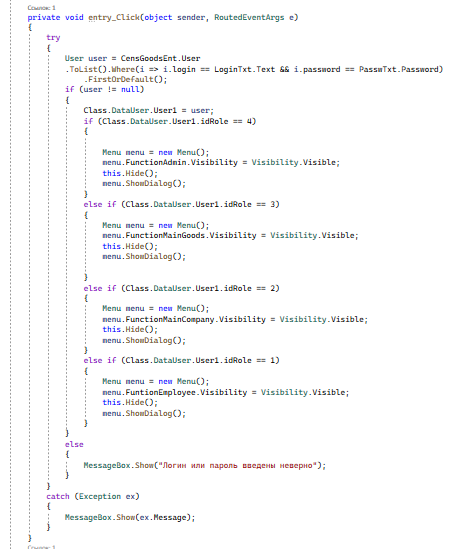 Ссылок: 1
private void entry_Click(object sender, RoutedEventArgs e)
{
try
{
User user = CensGoodsEnt.User
.ToList().Where(i => i.login == LoginTxt.Text && i.password == PasswTxt.Password)
.FirstOrDefault();
if (user != null)
{
Class.DataUser.User1 = user;
if (Class.DataUser.User1.idRole == 4)
{
Menu menu = new Menu();
menu.FunctionAdmin.Visibility = Visibility.Visible;
this.Hide();
menu.ShowDialog();
}
else if (Class.DataUser.User1.idRole == 3)
{
Menu menu = new Menu();
menu.FunctionMainGoods.Visibility = Visibility.Visible;
this.Hide();
menu.ShowDialog();
}
else if (Class.DataUser.User1.idRole == 2)
{
Menu menu = new Menu();
menu.FunctionMainCompany.Visibility = Visibility.Visible;
this.Hide();
menu.ShowDialog();
}
else if (Class.DataUser.User1.idRole == 1)
{
Menu menu = new Menu();
menu.FuntionEmployee.Visibility = Visibility.Visible;
this.Hide();
menu.ShowDialog();
}
}
else
{
MessageBox.Show("Логин или пароль введены неверно");
}
}
catch (Exception ex)
{
MessageBox.Show(ex.Message);
}
}
Ссылок: 1